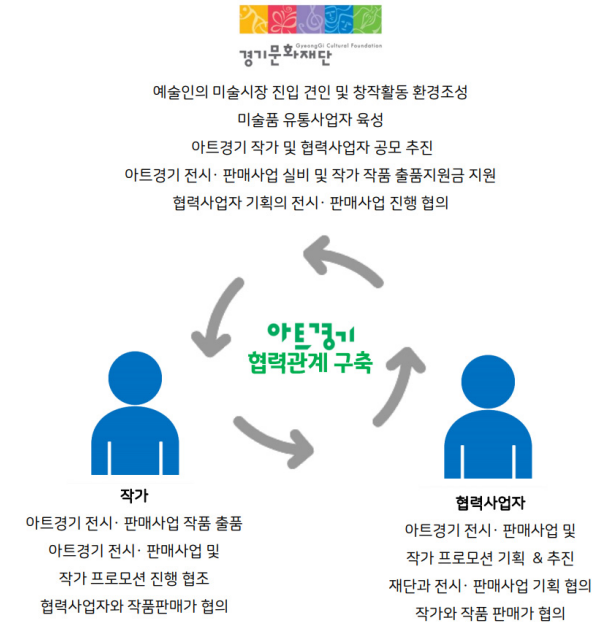 GyeongGi Cultural Foundation
경기문화재단
예술인의 미술시장 진입 견인 및 창작활동 환경조성
미술품 유통사업자 육성
아트경기 작가 및 협력사업자 공모 추진
아트경기 전시· 판매사업 실비 및 작가 작품 출품지원금 지원
협력사업자 기획의 전시· 판매사업 진행 협의
아트경기
협력관계 구축
작가
아트경기 전시· 판매사업 작품 출품
아트경기 전시· 판매사업 및
작가 프로모션 진행 협조
협력사업자와 작품판매가 협의
협력사업자
아트경기 전시· 판매사업 및
작가 프로모션 기획 & 추진
재단과 전시· 판매사업 기획 협의
작가와 작품 판매가 협의